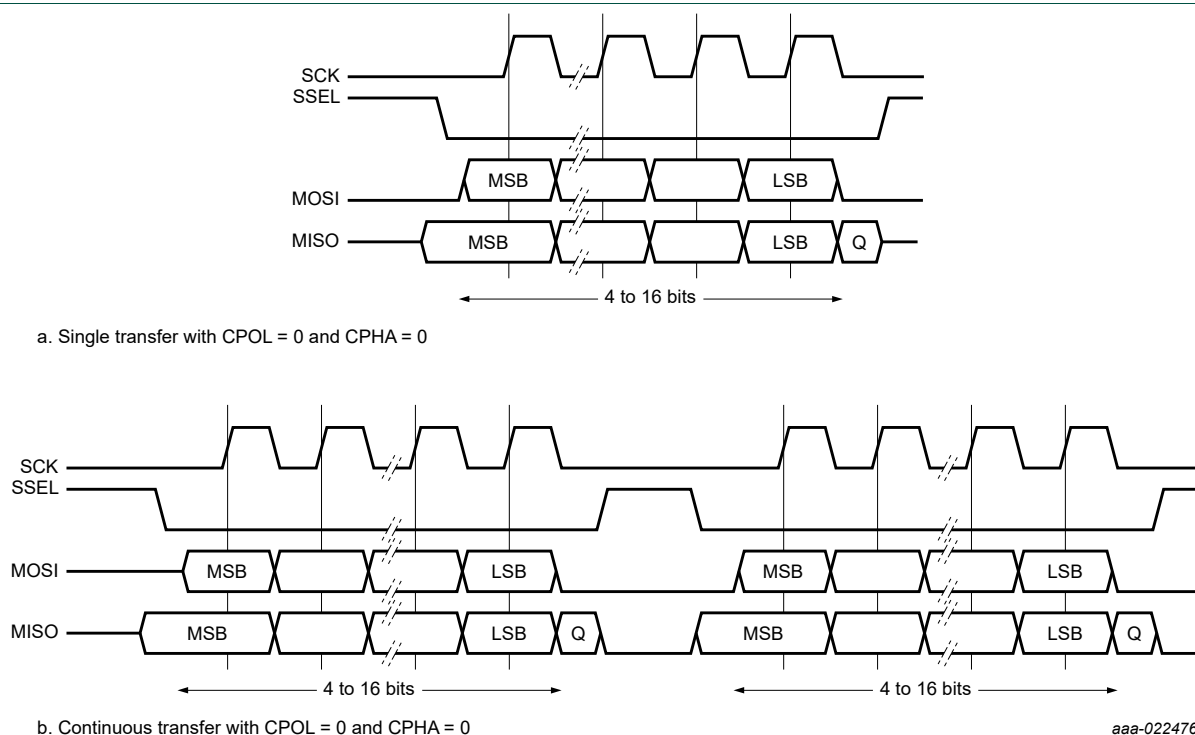 SCK
SSEL
MOSI MSB LSB
MISO MSB LSB Q
4 to 16 bits
a. Single transfer with CPOL = 0 and CPHA = 0
SCK
SSEL
MOSI MSB LSB MSB LSB
MISO MSB LSB Q MSB LSB Q
4 to 16 bits 4 to 16 bits
b. Continuous transfer with CPOL = 0 and CPHA = 0 aaa-022476